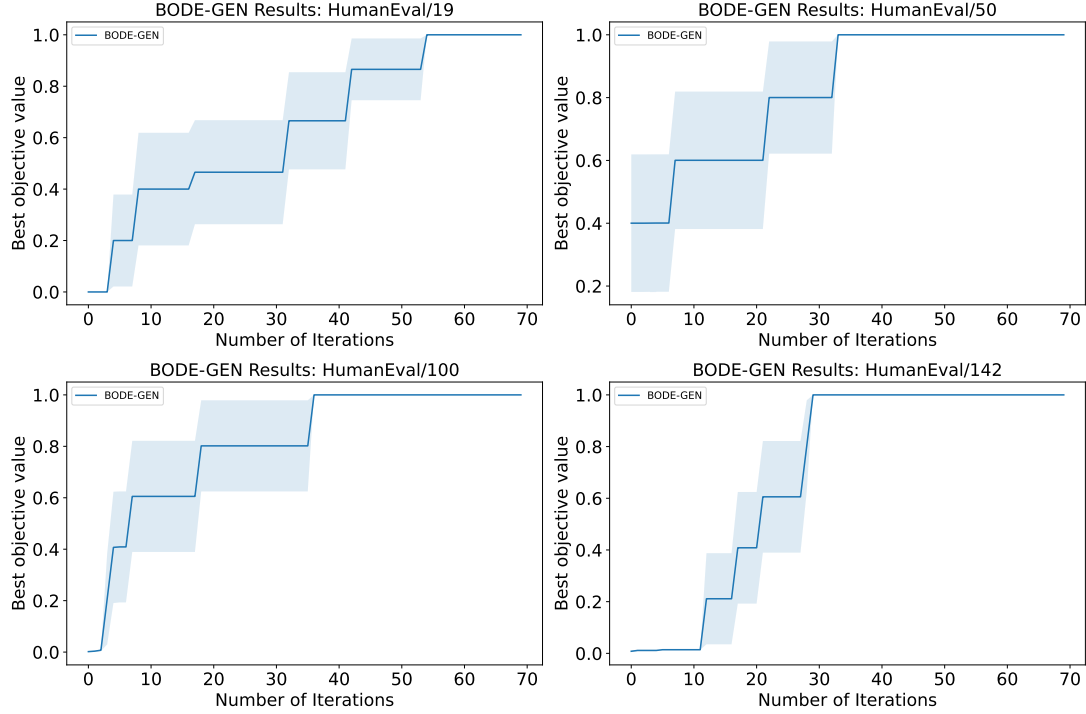 BODE-GEN Results: HumanEval/19
BODE-GEN
1.0
0.8
0.6
0.4
0.2
0.0
Best objective value
0 10 20 30 40 50 60 70
Number of Iterations
BODE-GEN Results: HumanEval/50
BODE-GEN
1.0
0.8
0.6
0.4
0.2
Best objective value
0 10 20 30 40 50 60 70
Number of Iterations
BODE-GEN Results: HumanEval/100
BODE-GEN
1.0
0.8
0.6
0.4
0.2
0.0
Best objective value
0 10 20 30 40 50 60 70
Number of Iterations
BODE-GEN Results: HumanEval/142
BODE-GEN
1.0
0.8
0.6
0.4
0.2
0.0
Best objective value
0 10 20 30 40 50 60 70
Number of Iterations